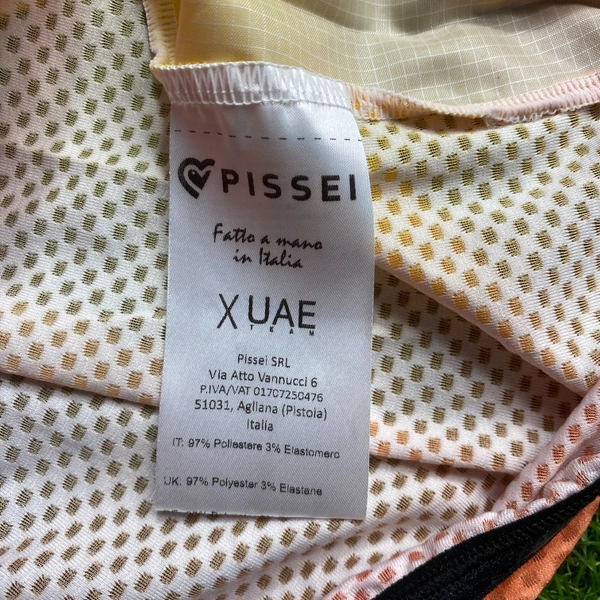 PISSEI
Fatto a mano
in Italia
X UAE
TEAM
Pissei SRL
Via Atto Vannucci 6
P.IVA/VAT 01707250476
51031, Agliana (Pistoia)
Italia
IT: 97% Poliestere 3% Elastomero
UK: 97% Polyester 3% Elastane